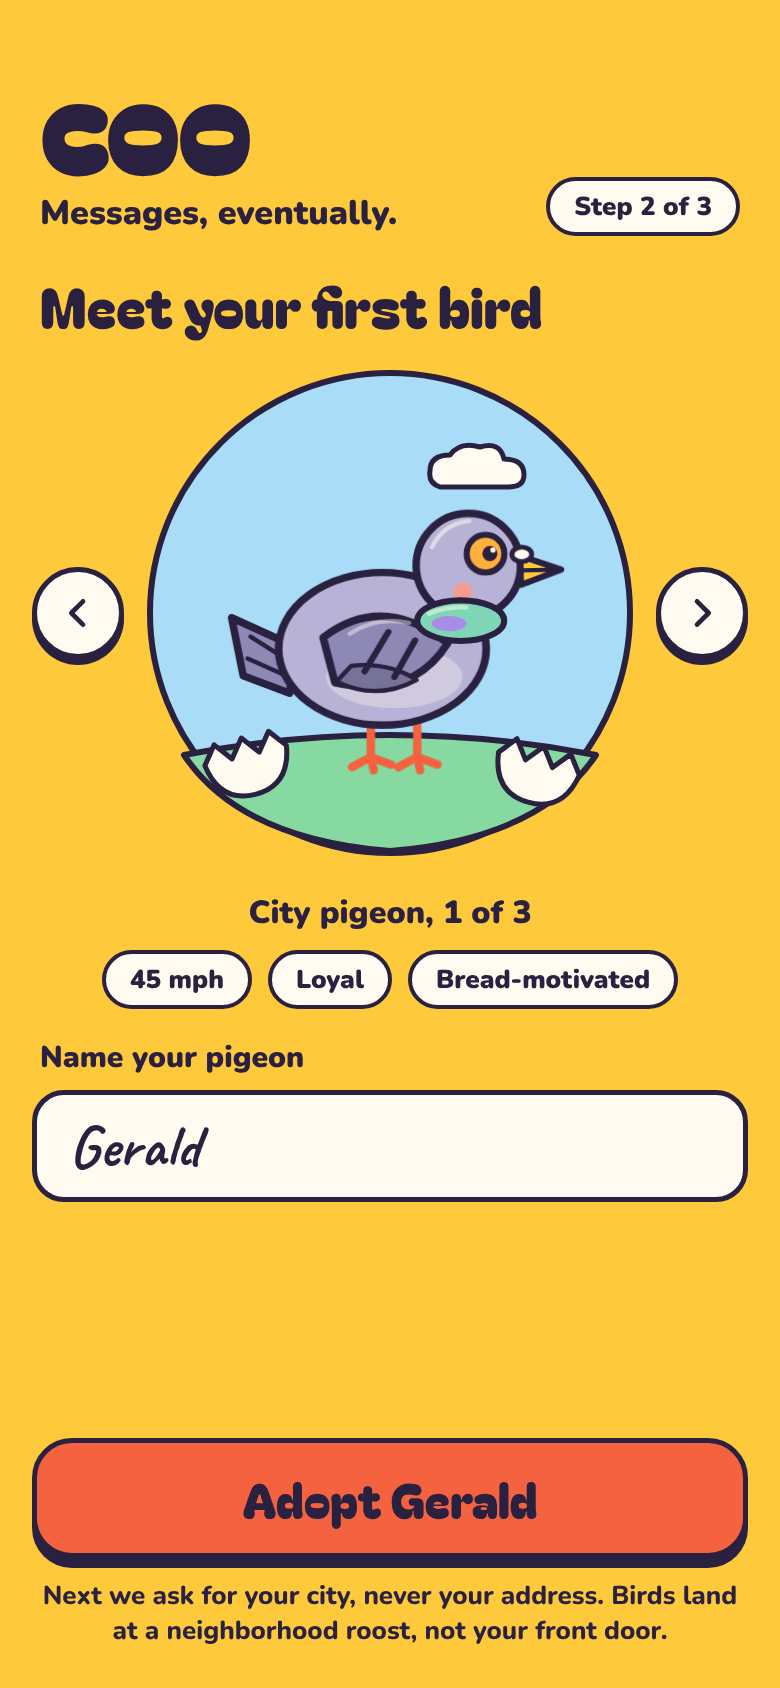 COO
Messages, eventually.
Step 2 of 3
Meet your first bird
City pigeon, 1 of 3
45 mph
Loyal
Bread-motivated
Name your pigeon
Gerald
Adopt Gerald
Next we ask for your city, never your address. Birds land
at a neighborhood roost, not your front door.